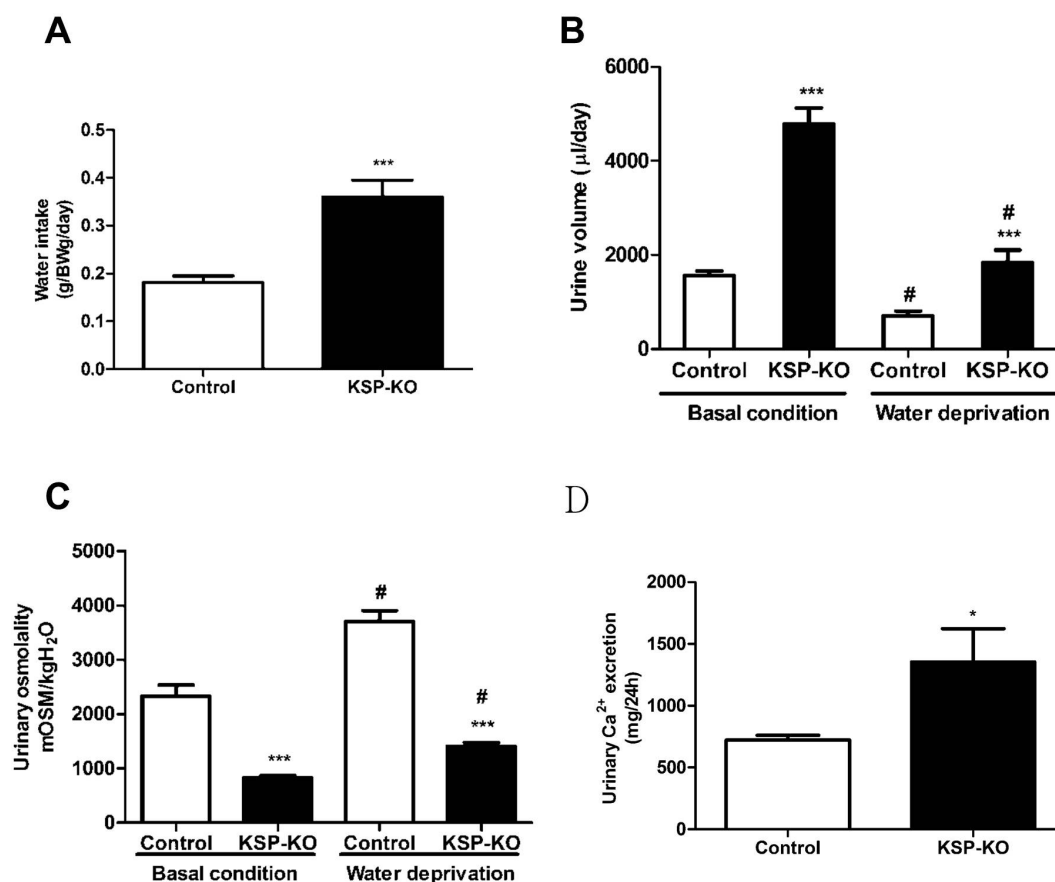 A
Water intake
(g/BWg/day)
0.5
0.4
0.3
0.2
0.1
0.0
***
Control
KSP-KO
B
Urine volume ( µl/day)
6000
4000
2000
0
***
#
#
***
Control KSP-KO Control KSP-KO
Basal condition Water deprivation
C
Urinary osmolality
mOSM/kgH₂O
5000
4000
3000
2000
1000
0
***
#
#
***
Control KSP-KO Control KSP-KO
Basal condition Water deprivation
D
Urinary Ca²⁺ excretion
(mg/24h)
2000
1500
1000
500
0
*
Control
KSP-KO